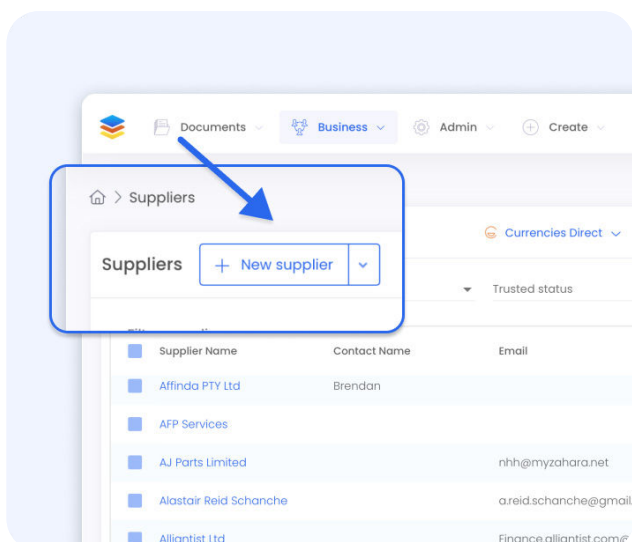 Documents Business Admin Create
Suppliers
Suppliers + New supplier
Currencies Direct
Trusted status
Supplier Name Contact Name Email
Affinda PTY Ltd Brendan
AFP Services
AJ Parts Limited nhh@myzahara.net
Alastair Reid Schanche a.reid.schanche@gmail.
Alliantist Ltd Finance.alliantist.com